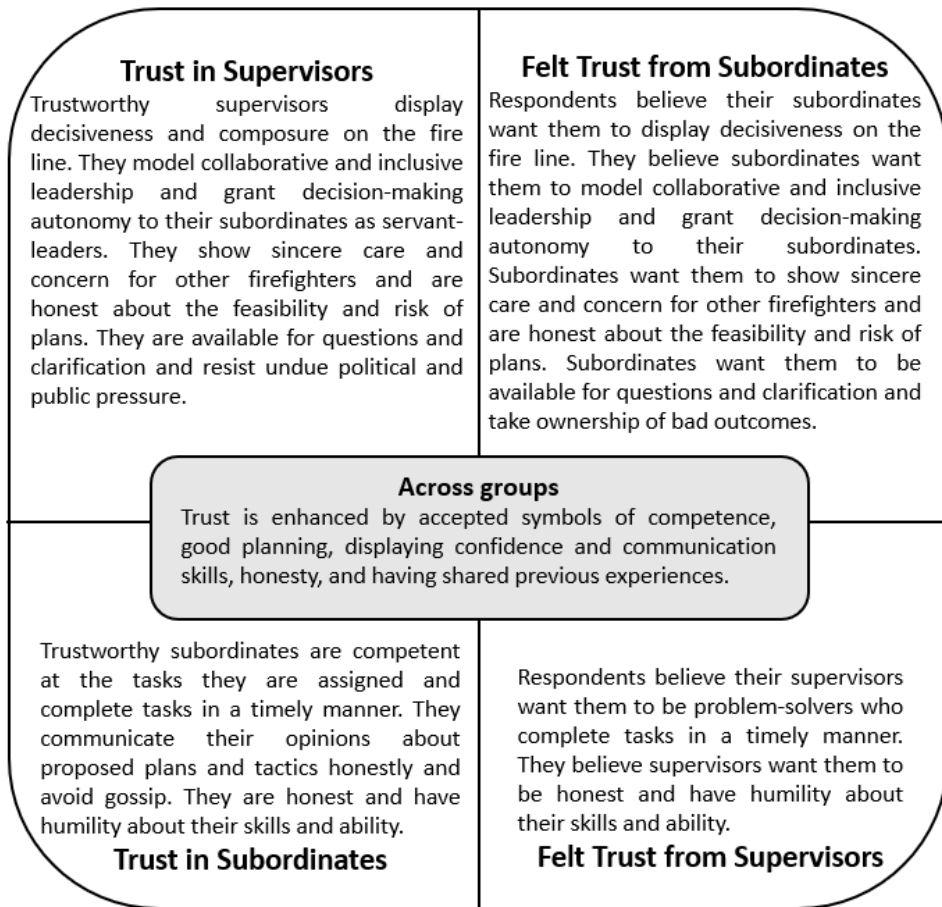 Trust in Supervisors
Trustworthy supervisors display
decisiveness and composure on the fire
line. They model collaborative and inclusive
leadership and grant decision-making
autonomy to their subordinates as servant-
leaders. They show sincere care and
concern for other firefighters and are
honest about the feasibility and risk of
plans. They are available for questions and
clarification and resist undue political and
public pressure.
Felt Trust from Subordinates
Respondents believe their subordinates
want them to display decisiveness on the
fire line. They believe subordinates want
them to model collaborative and inclusive
leadership and grant decision-making
autonomy to their subordinates.
Subordinates want them to show sincere
care and concern for other firefighters and
are honest about the feasibility and risk of
plans. Subordinates want them to be
available for questions and clarification and
take ownership of bad outcomes.
Across groups
Trust is enhanced by accepted symbols of competence,
good planning, displaying confidence and communication
skills, honesty, and having shared previous experiences.
Trustworthy subordinates are competent
at the tasks they are assigned and
complete tasks in a timely manner. They
communicate their opinions about
proposed plans and tactics honestly and
avoid gossip. They are honest and have
humility about their skills and ability.
Trust in Subordinates
Respondents believe their supervisors
want them to be problem-solvers who
complete tasks in a timely manner.
They believe supervisors want them to
be honest and have humility about
their skills and ability.
Felt Trust from Supervisors